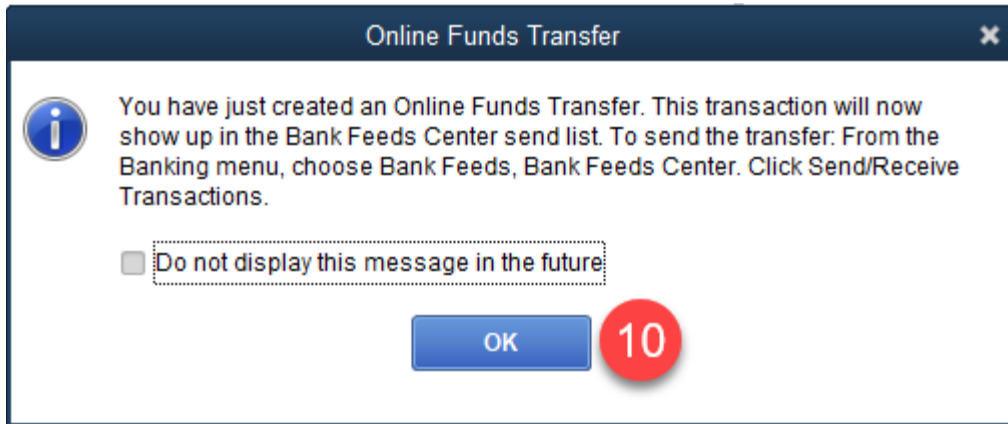 Online Funds Transfer
You have just created an Online Funds Transfer. This transaction will now
show up in the Bank Feeds Center send list. To send the transfer: From the
Banking menu, choose Bank Feeds, Bank Feeds Center. Click Send/Receive
Transactions.
Do not display this message in the future
OK 10